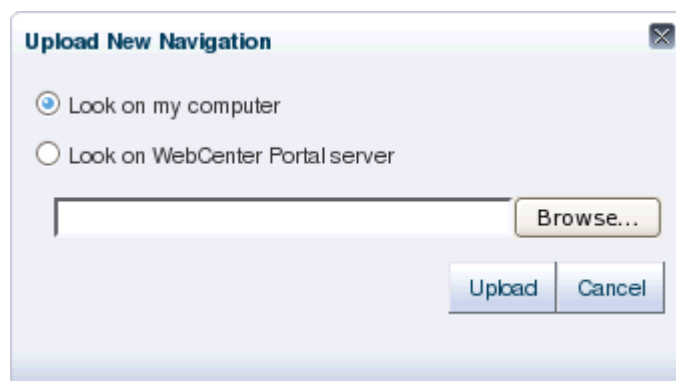 Upload New Navigation
Look on my computer
Look on WebCenter Portal server
Browse...
Upload Cancel